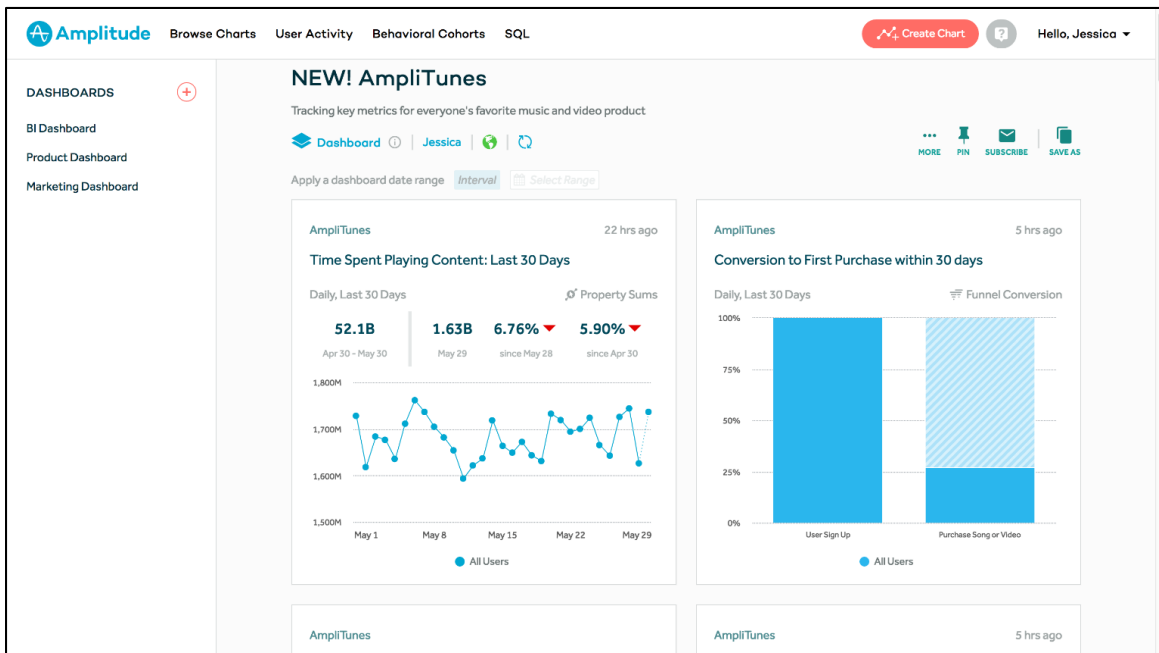 Amplitude Browse Charts User Activity Behavioral Cohorts SQL Create Chart ? Hello, Jessica
DASHBOARDS
BI Dashboard
Product Dashboard
Marketing Dashboard
NEW! AmpliTunes
Tracking key metrics for everyone's favorite music and video product
Dashboard Jessica
MORE PIN SUBSCRIBE SAVE AS
Apply a dashboard date range Interval Select Range
AmpliTunes 22 hrs ago
Time Spent Playing Content: Last 30 Days
Daily, Last 30 Days Property Sums
52.1B 1.63B 6.76% 5.90%
Apr 30 - May 30 May 29 since May 28 since Apr 30
1,800M
1,700M
1,600M
1,500M
May 1 May 8 May 15 May 22 May 29
All Users
AmpliTunes 5 hrs ago
Conversion to First Purchase within 30 days
Daily, Last 30 Days Funnel Conversion
100%
75%
50%
25%
0%
User Sign Up Purchase Song or Video
All Users
AmpliTunes
AmpliTunes 5 hrs ago